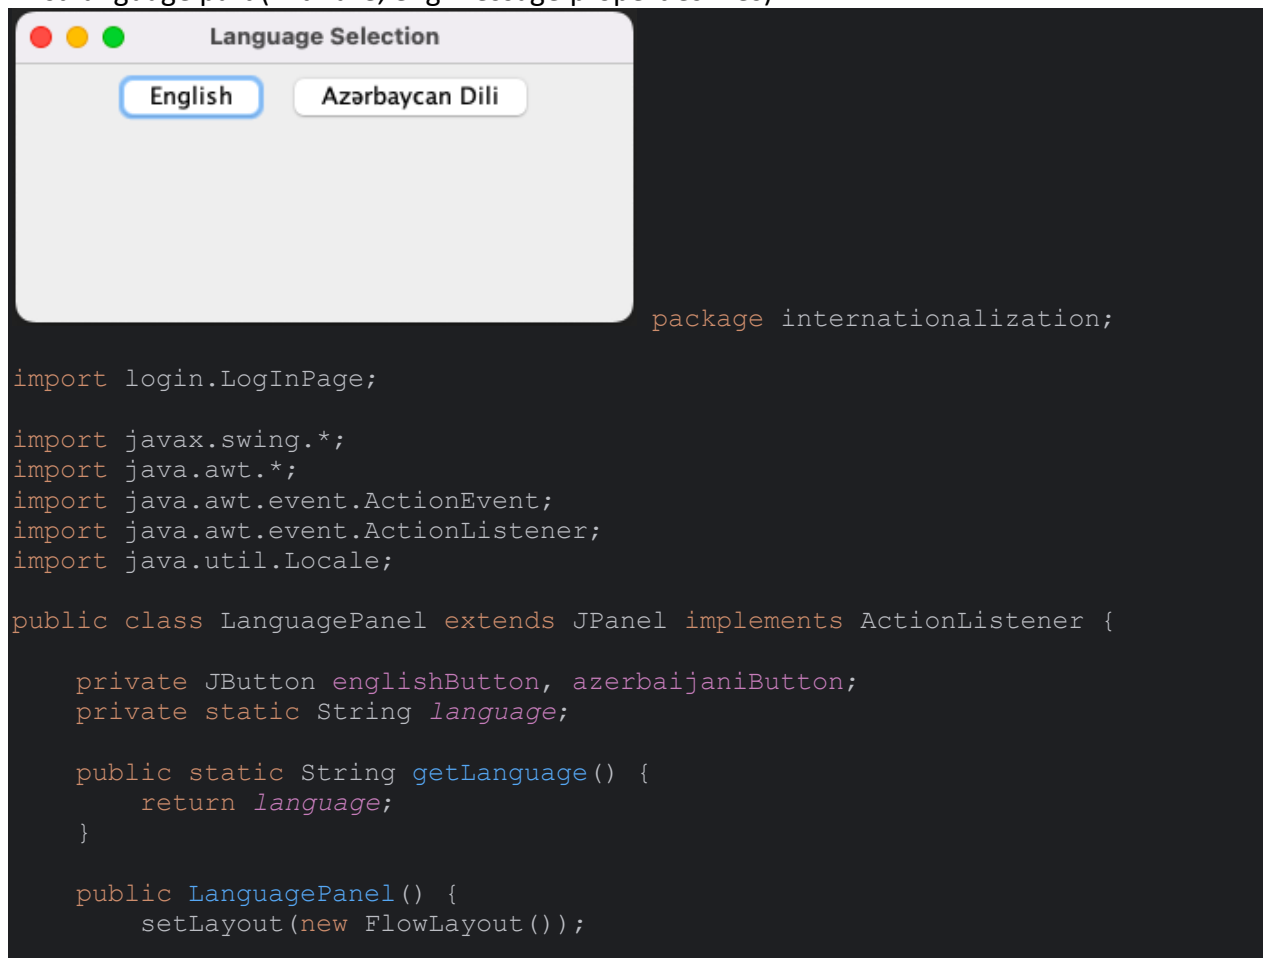 Language Selection
English Azərbaycan Dili
package internationalization;
import login.LogInPage;
import javax.swing.*;
import java.awt.*;
import java.awt.event.ActionEvent;
import java.awt.event.ActionListener;
import java.util.Locale;
public class LanguagePanel extends JPanel implements ActionListener {
private JButton englishButton, azerbaijaniButton;
private static String language;
public static String getLanguage() {
return language;
}
public LanguagePanel() {
setLayout(new FlowLayout());